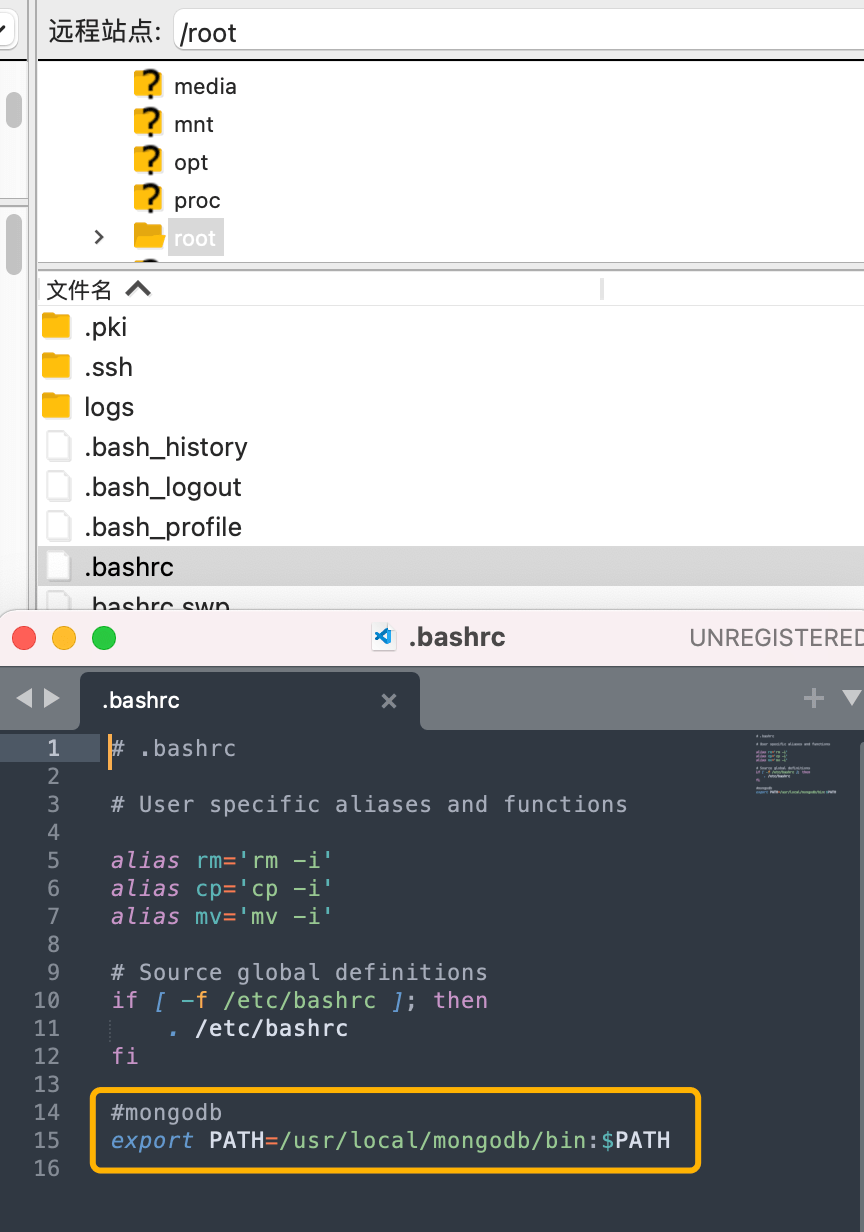 远程站点: /root
media
mnt
opt
proc
root
文件名
.pki
.ssh
logs
.bash_history
.bash_logout
.bash_profile
.bashrc
.bashrc.swp
.bashrc
UNREGISTERED
.bashrc
1 # .bashrc
2
3 # User specific aliases and functions
4
5 alias rm='rm -i'
6 alias cp='cp -i'
7 alias mv='mv -i'
8
9 # Source global definitions
10 if [ -f /etc/bashrc ]; then
11 . /etc/bashrc
12 fi
13
14 #mongodb
15 export PATH=/usr/local/mongodb/bin:$PATH
16